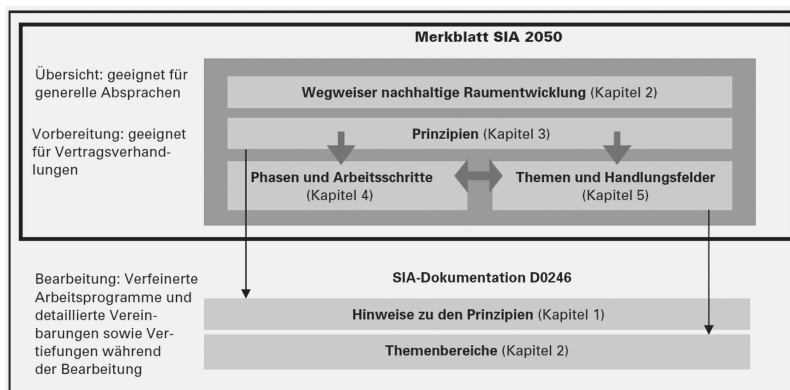 Merkblatt SIA 2050
Übersicht: geeignet für
generelle Absprachen
Wegweiser nachhaltige Raumentwicklung (Kapitel 2)
Vorbereitung: geeignet
für Vertragsverhand-
lungen
Prinzipien (Kapitel 3)
Phasen und Arbeitsschritte
(Kapitel 4)
Themen und Handlungsfelder
(Kapitel 5)
Bearbeitung: Verfeinerte
Arbeitsprogramme und
detaillierte Verein-
barungen sowie Ver-
tiefungen während
der Bearbeitung
SIA-Dokumentation D0246
Hinweise zu den Prinzipien (Kapitel 1)
Themenbereiche (Kapitel 2)